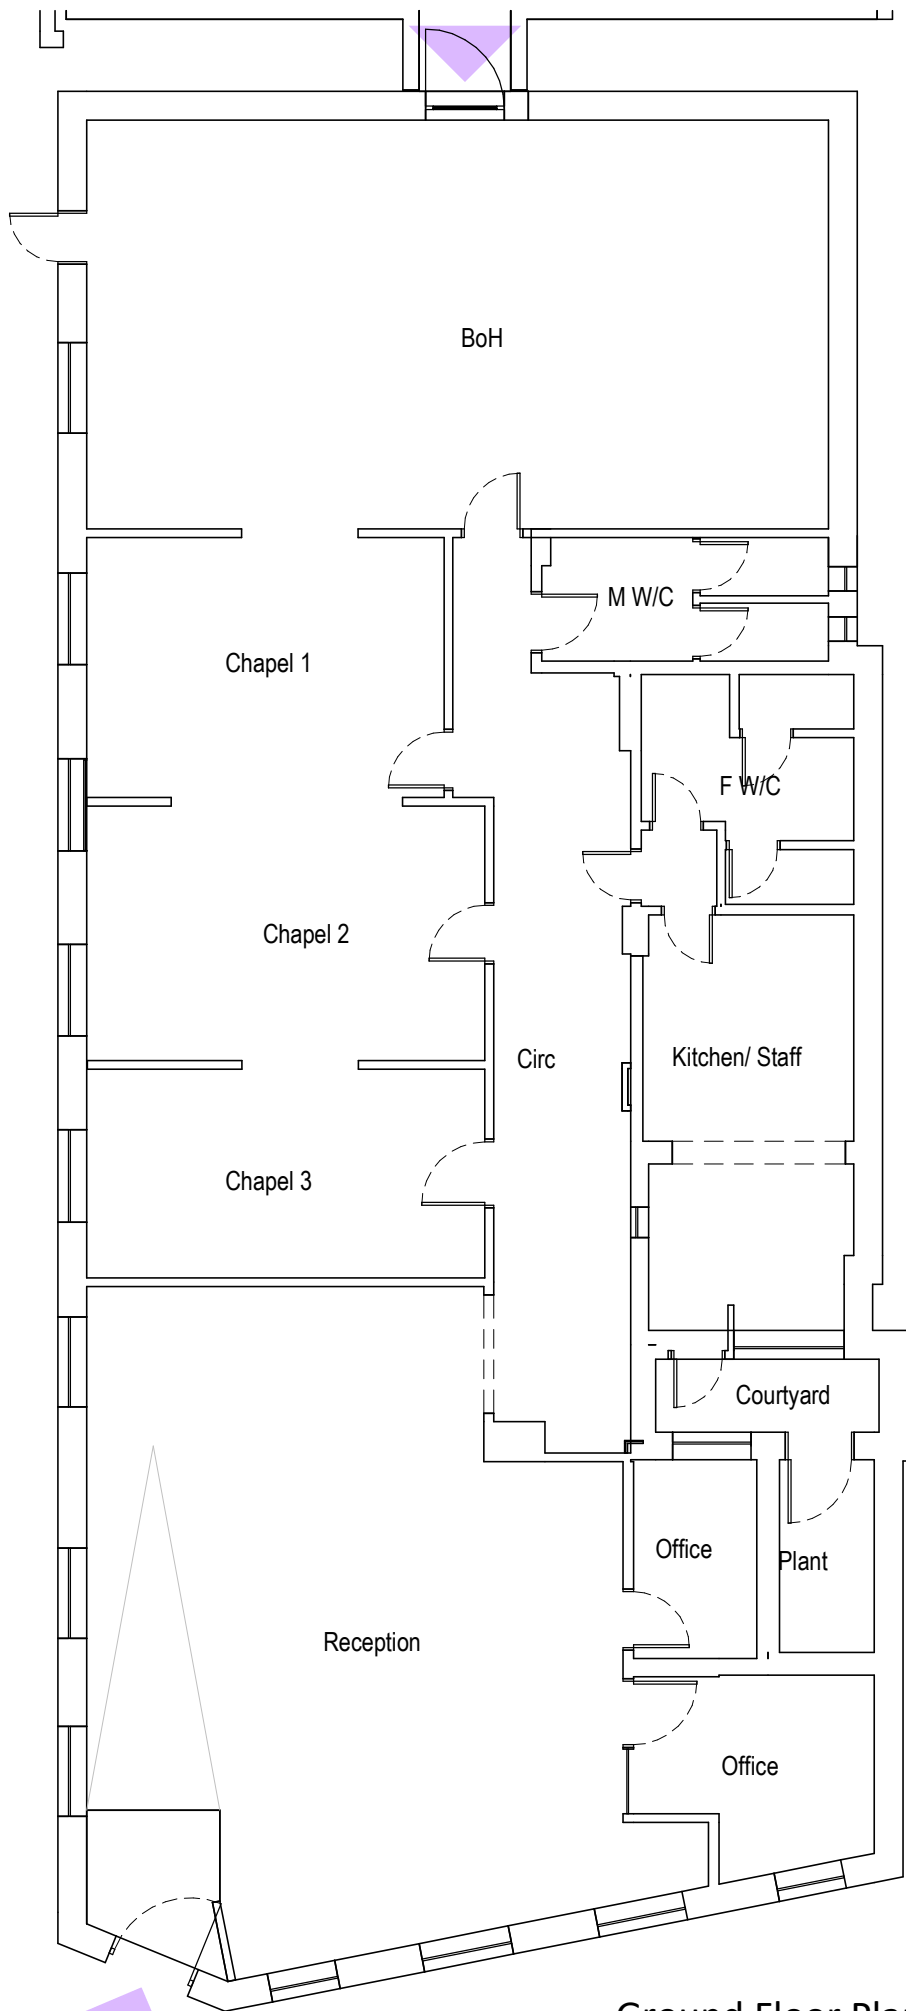 BoH
M W/C
Chapel 1
F W/C
Chapel 2
Circ
Kitchen/ Staff
Chapel 3
Courtyard
Office
Plant
Reception
Office